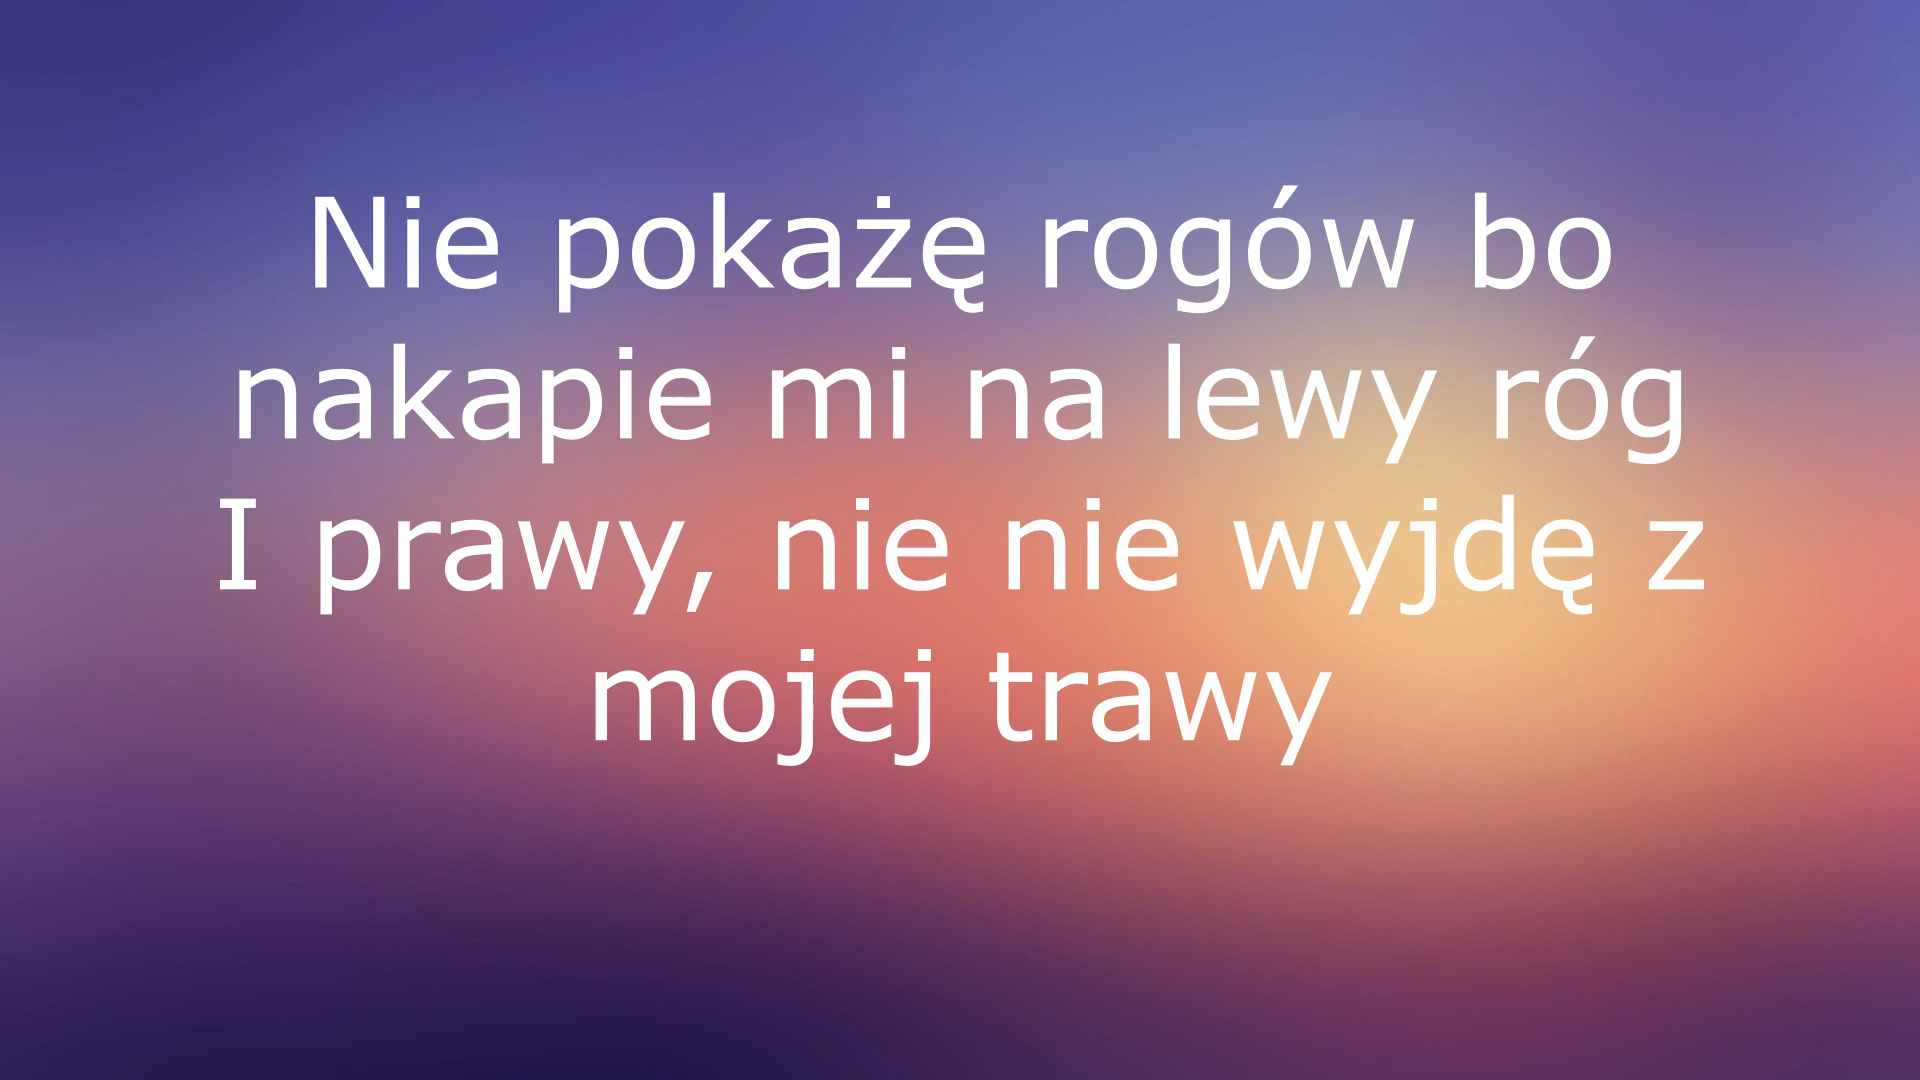 Nie pokażę rogów bo
nakapie mi na lewy róg
I prawy, nie nie wyjdę z
mojej trawy